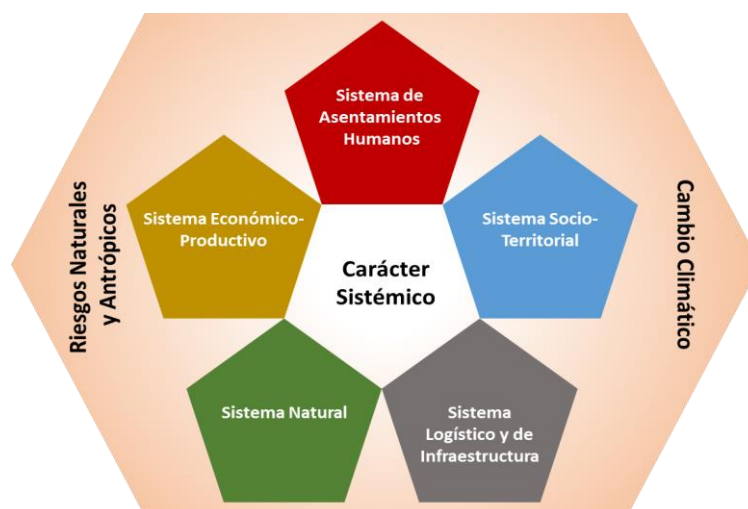 Sistema de
Asentamientos
Humanos
Sistema Económico-
Productivo
Sistema Socio-
Territorial
Carácter
Sistémico
Sistema Natural
Sistema
Logístico y de
Infraestructura
Riesgos Naturales
y Antrópicos
Cambio Climático